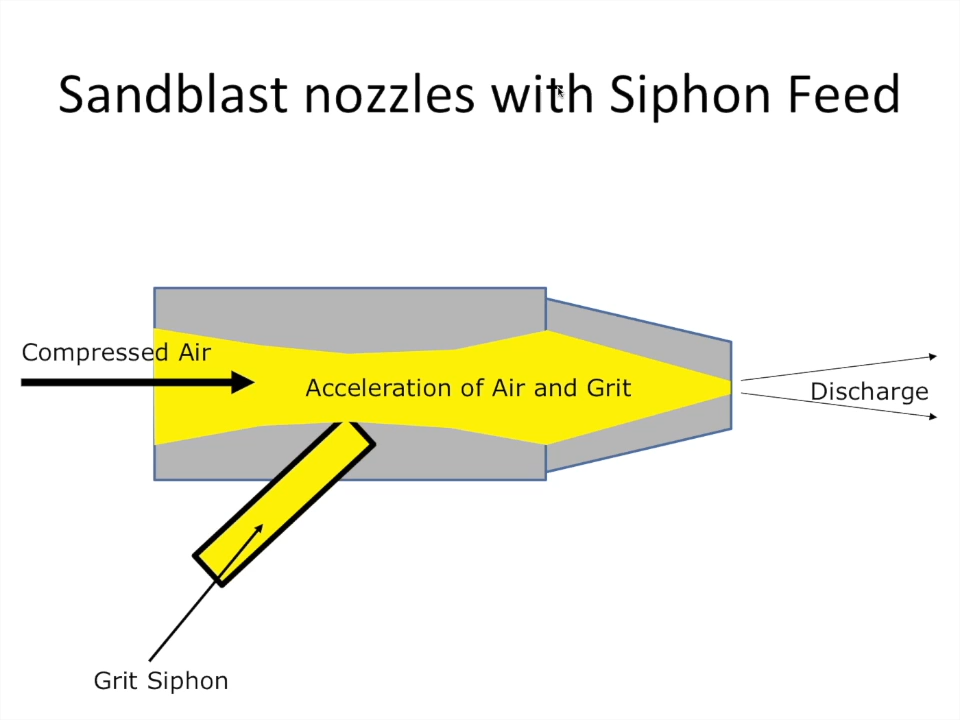 Sandblast nozzles with Siphon Feed
Compressed Air
Acceleration of Air and Grit
Discharge
Grit Siphon